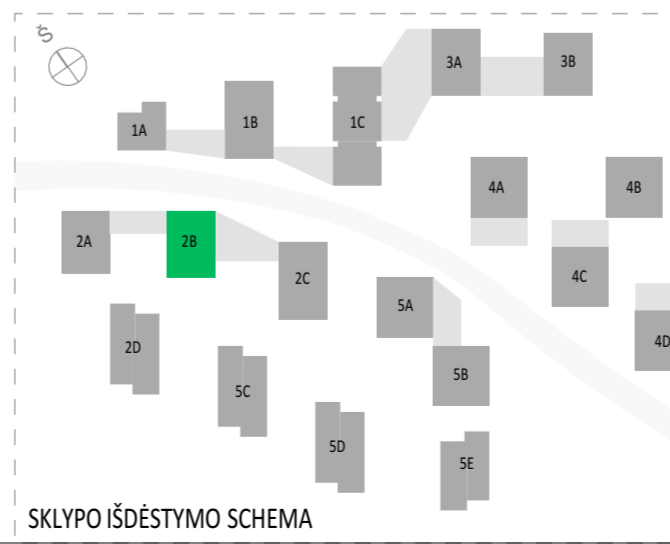 Š
3A
3B
1A
1B
1C
4A
4B
2A
2B
2C
4C
5A
4D
2D
5B
5C
5D
5E
SKLYPO IŠDĖSTYMO SCHEMA